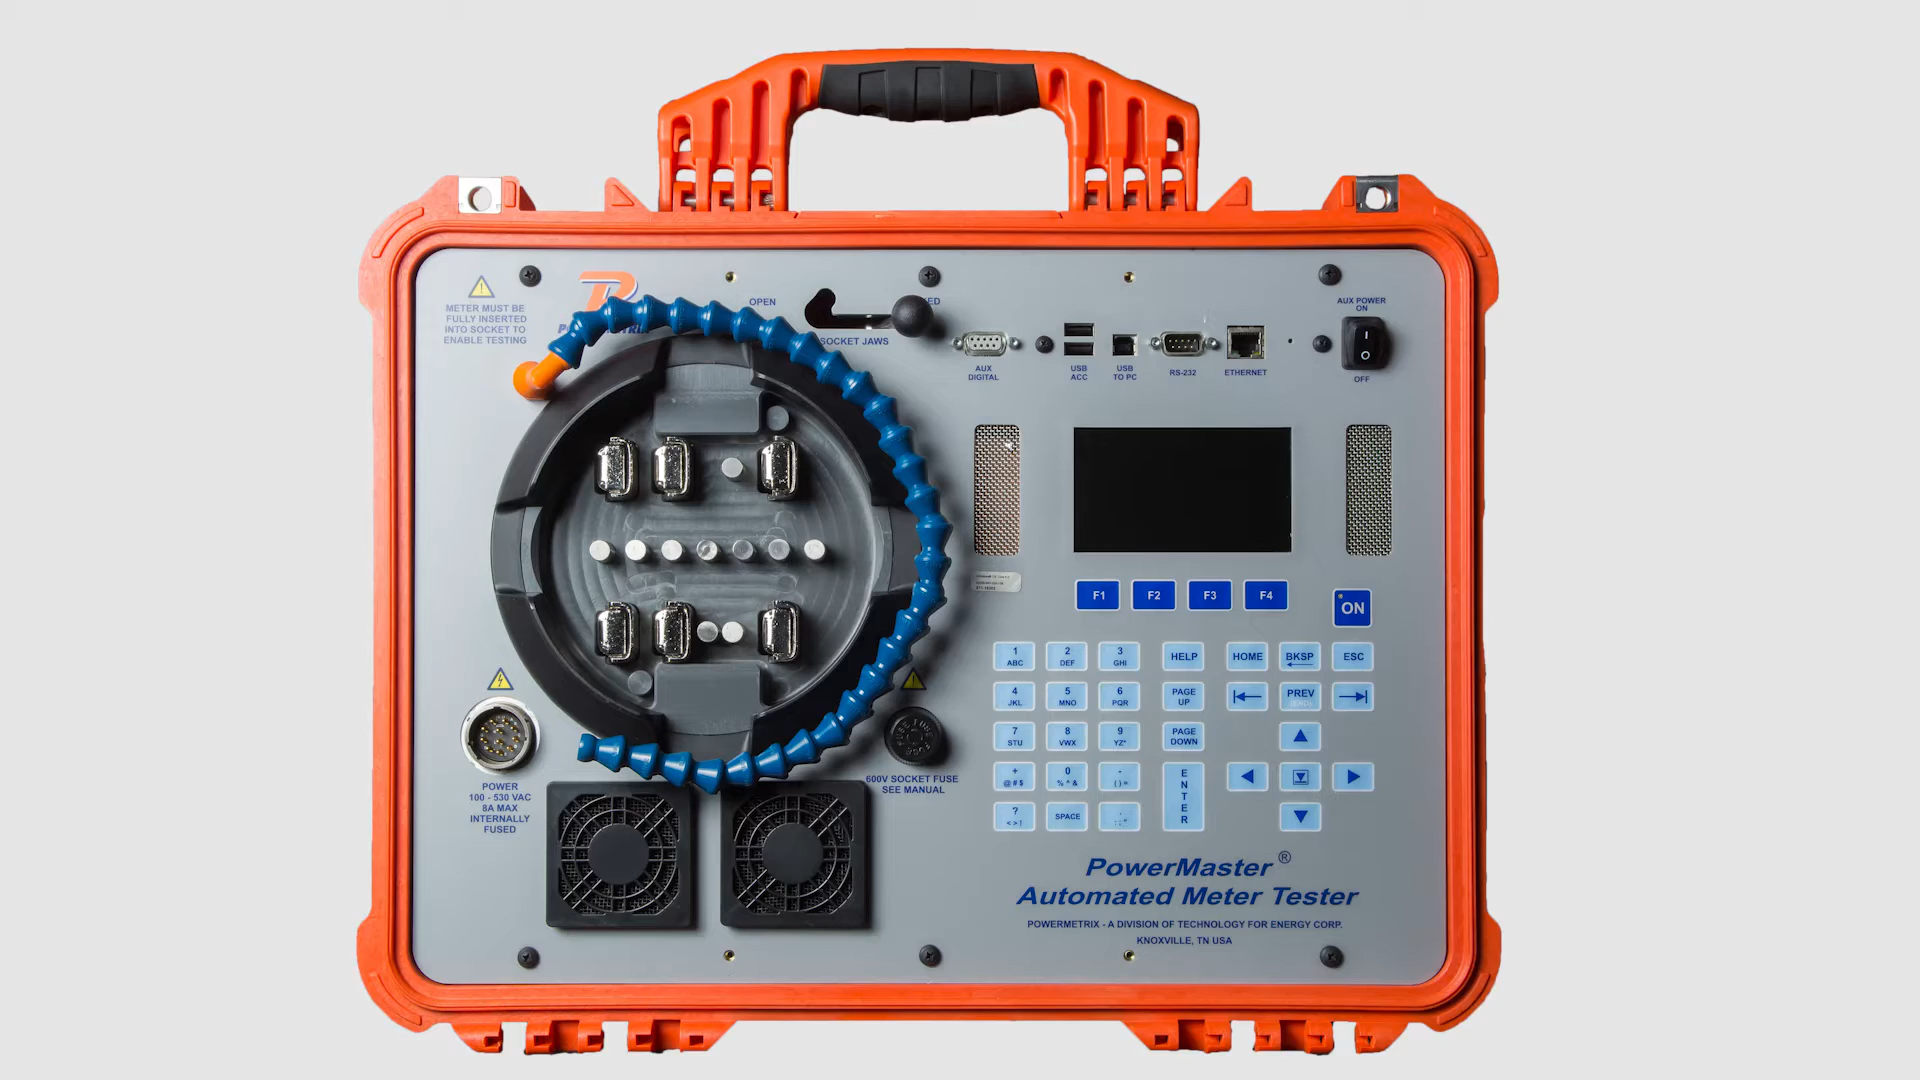 METER MUST BE
FULLY INSERTED
INTO SOCKET TO
ENABLE TESTING
OPEN
SOCKET JAWS
AUX
DIGITAL
USB
ACC
USB
TO PC
RS-232
ETHERNET
AUX POWER
ON
I
O
OFF
F1 F2 F3 F4
ON
1 2 3 HELP HOME BKSP ESC
ABC DEF GHI
4 5 6 PAGE UP PREV
JKL MNO PQR (END)
7 8 9 PAGE DOWN
STU VWX YZ*
+ 0 - ENTER
@ # $ % ^ & ( ) =
? SPACE .
< > ! : ; "
POWER
100 - 530 VAC
8A MAX
INTERNALLY
FUSED
FUSE FUSE
600V SOCKET FUSE
SEE MANUAL
PowerMaster ®
Automated Meter Tester
POWERMETRIX - A DIVISION OF TECHNOLOGY FOR ENERGY CORP.
KNOXVILLE, TN USA